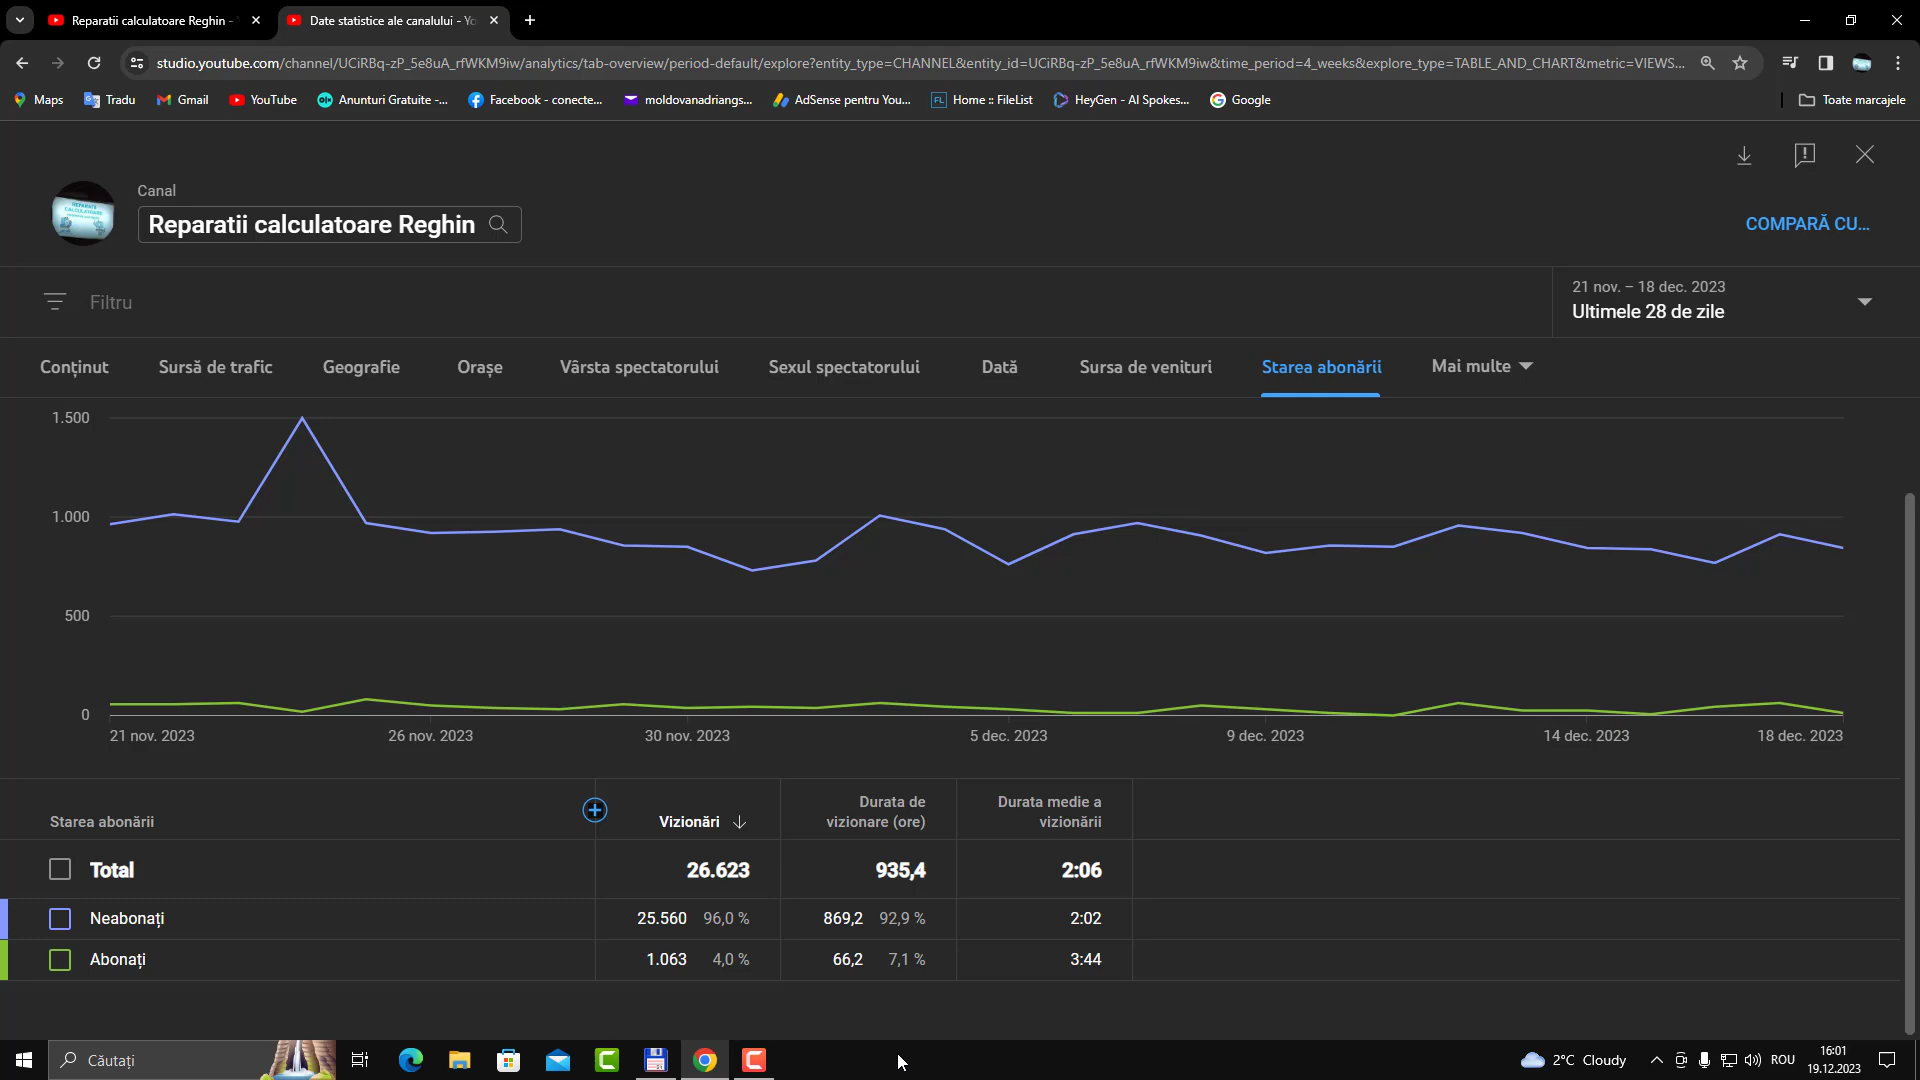 Reparatii calculatoare Reghin -
Date statistice ale canalului - Yo
studio.youtube.com/channel/UCiRBq-zP_5e8uA_rfWKM9iw/analytics/tab-overview/period-default/explore?entity_type=CHANNEL&entity_id=UCiRBq-zP_5e8uA_rfWKM9iw&time_period=4_weeks&explore_type=TABLE_AND_CHART&metric=VIEWS...
Maps Tradu Gmail YouTube Anunturi Gratuite -... Facebook - conecte... moldovanadriangs... AdSense pentru You... FL Home :: FileList HeyGen - AI Spokes... Google Toate marcajele
Canal
Reparatii calculatoare Reghin
COMPARĂ CU...
Filtru
21 nov. – 18 dec. 2023
Ultimele 28 de zile
Conținut Sursă de trafic Geografie Orașe Vârsta spectatorului Sexul spectatorului Dată Sursa de venituri Starea abonării Mai multe
1.500
1.000
500
0
21 nov. 2023 26 nov. 2023 30 nov. 2023 5 dec. 2023 9 dec. 2023 14 dec. 2023 18 dec. 2023
Starea abonării Vizionări Durata de vizionare (ore) Durata medie a vizionării
Total 26.623 935,4 2:06
Neabonați 25.560 96,0 % 869,2 92,9 % 2:02
Abonați 1.063 4,0 % 66,2 7,1 % 3:44
Căutați
2°C Cloudy
ROU
16:01
19.12.2023